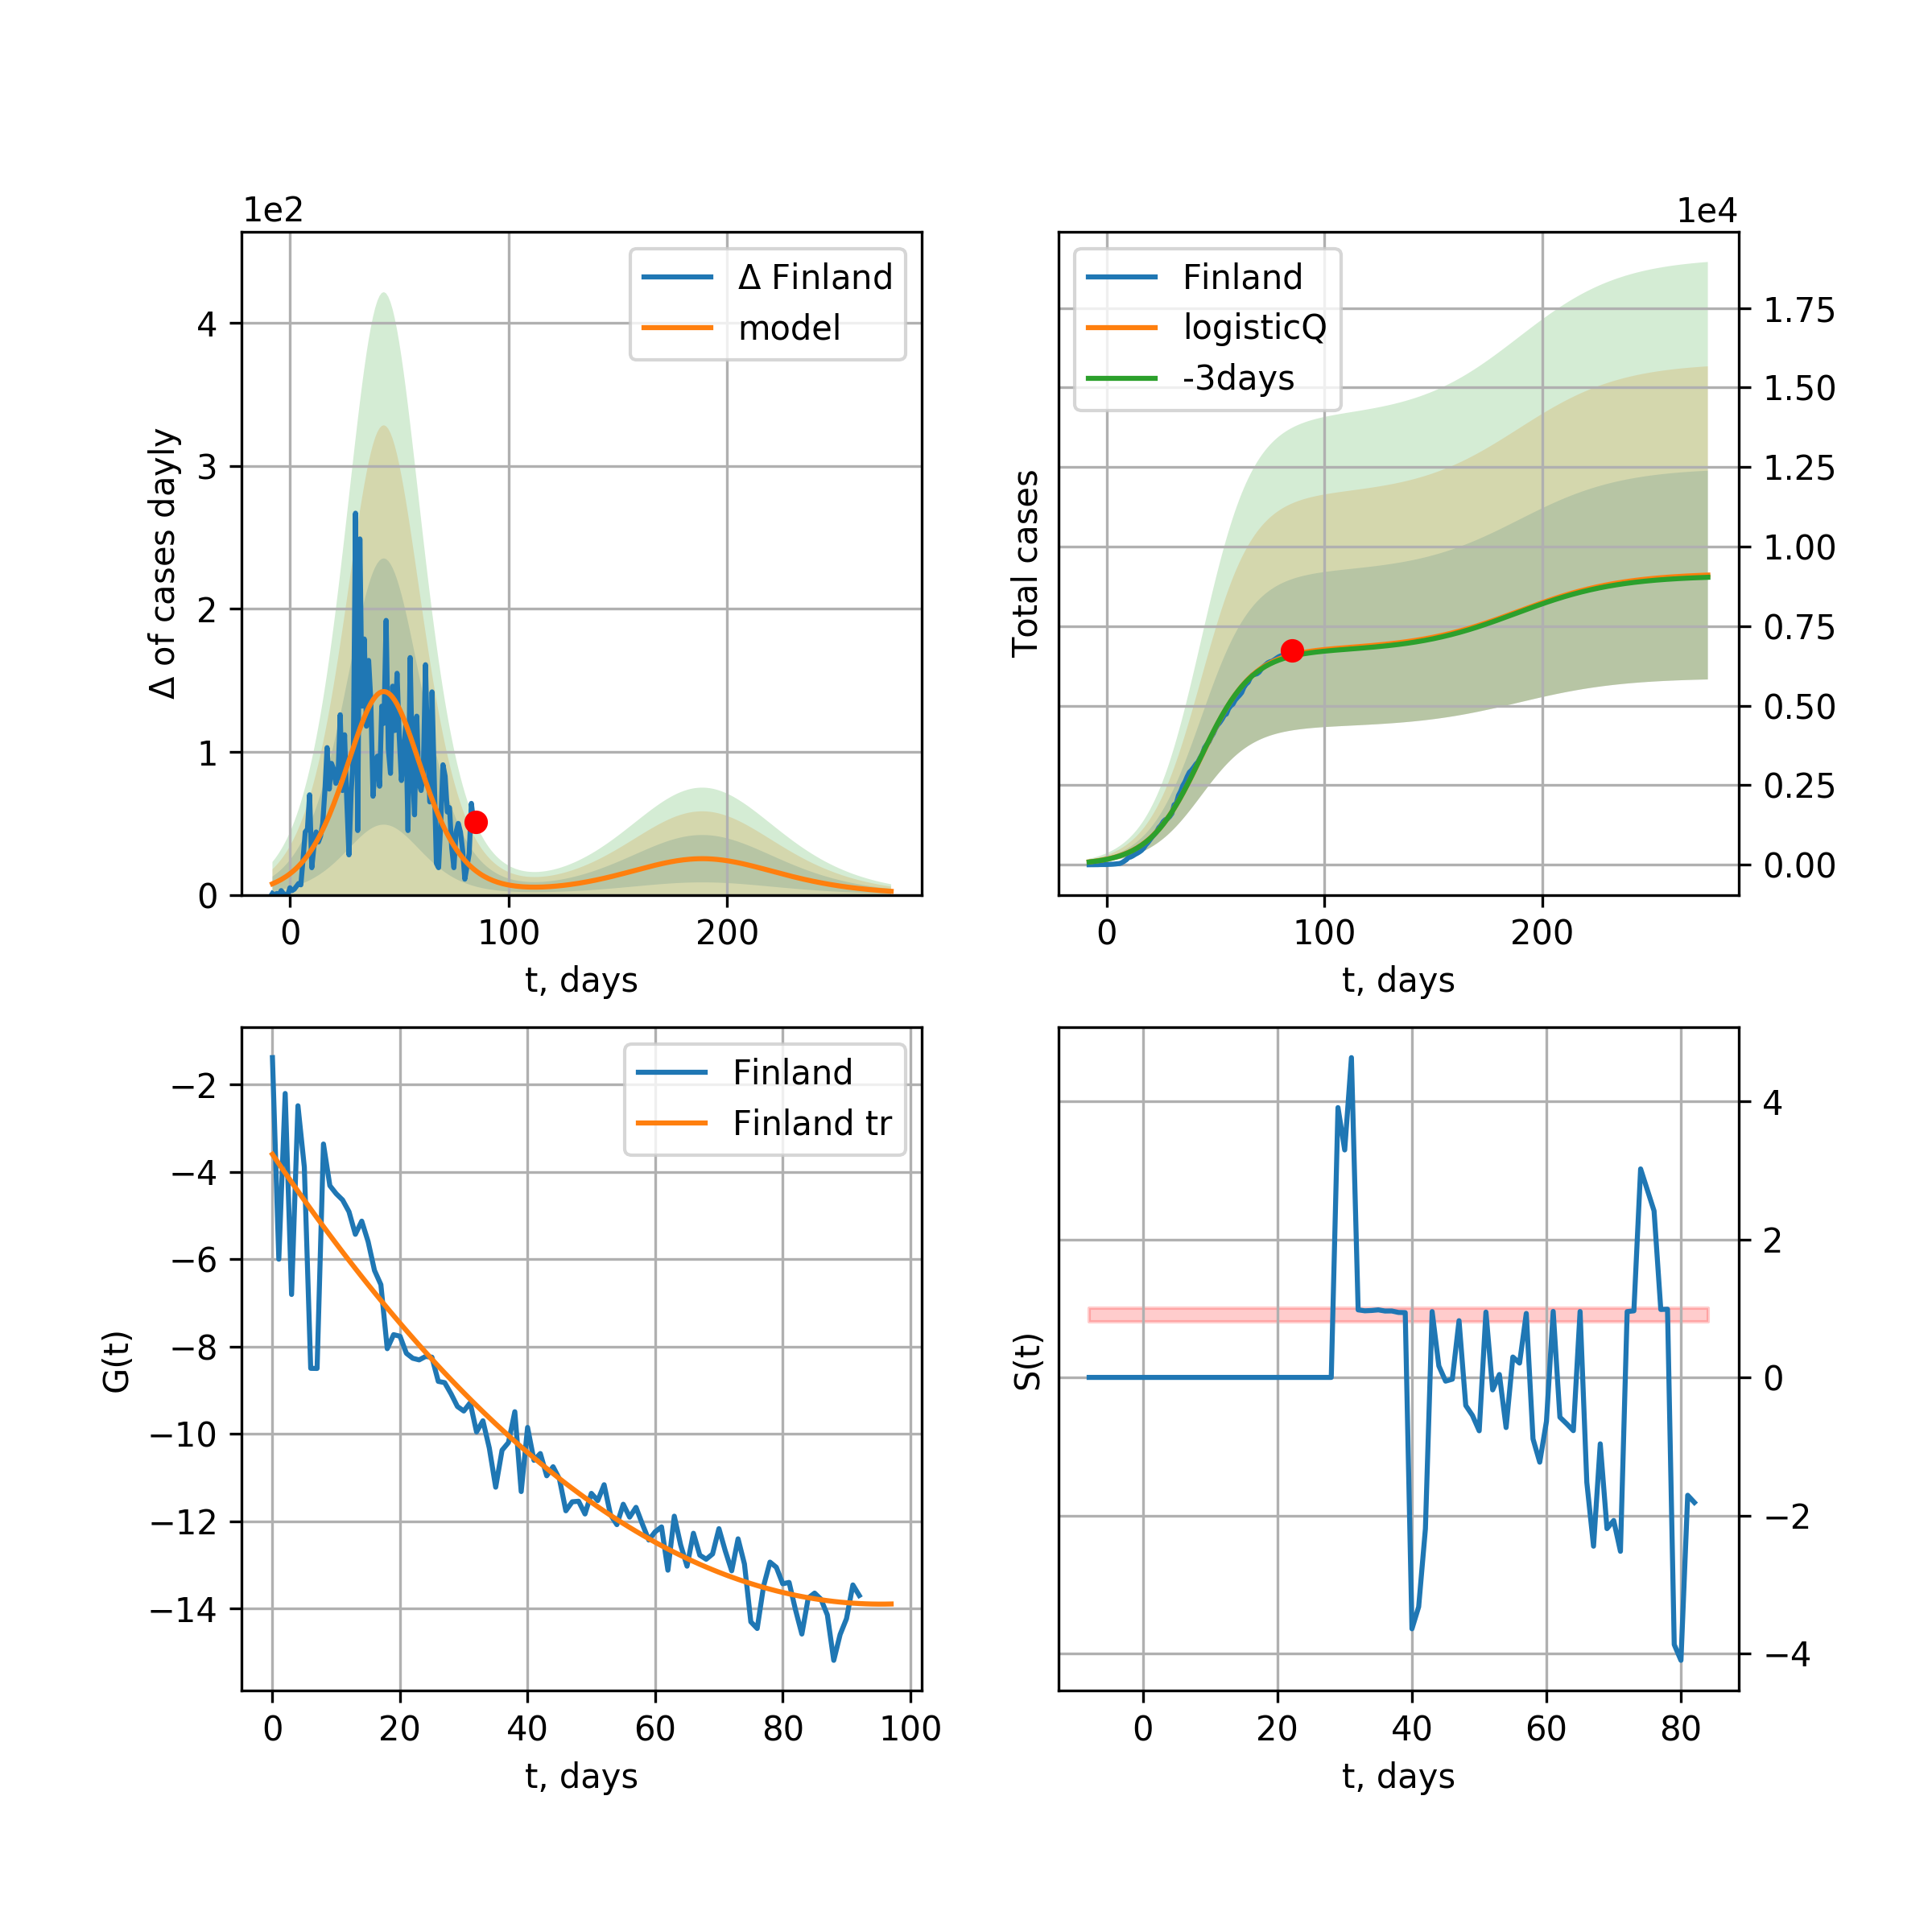 1e2
Δ Finland
model
4
3
2
1
0
0 100 200
t, days
Δ of cases dayly
1e4
Finland
logisticQ
-3days
1.75
1.50
1.25
1.00
0.75
0.50
0.25
0.00
0 100 200
t, days
Total cases
Finland
Finland tr
−2
−4
−6
−8
−10
−12
−14
0 20 40 60 80 100
t, days
G(t)
4
2
0
−2
−4
0 20 40 60 80
t, days
S(t)